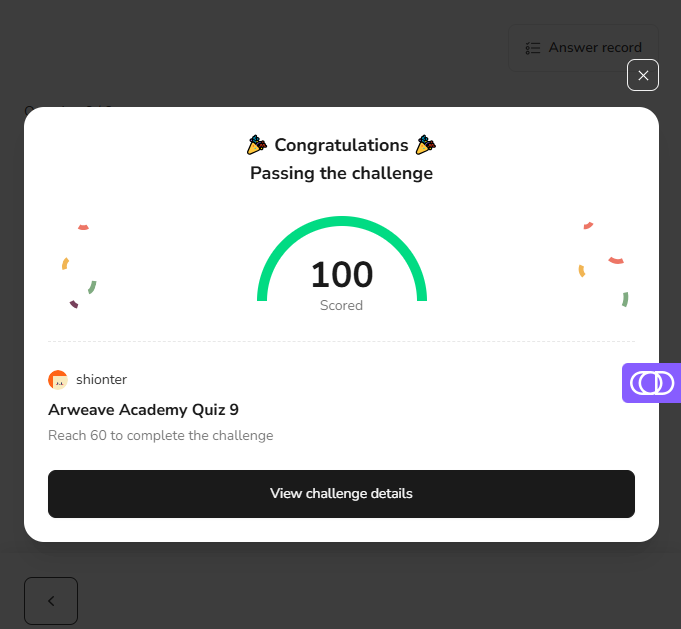 Answer record
Congratulations
Passing the challenge
100
Scored
shionter
Arweave Academy Quiz 9
Reach 60 to complete the challenge
View challenge details